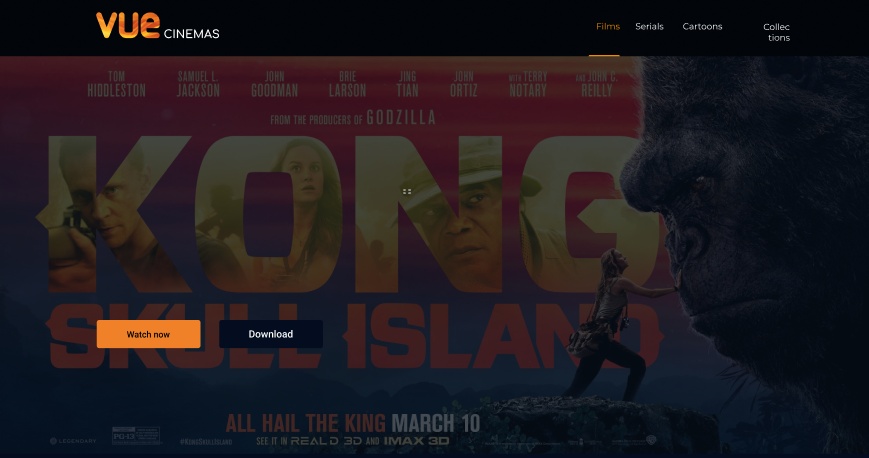 vue CINEMAS
Films Serials Cartoons Collec
tions
TOM SAMUEL L. JOHN BRIE JING JOHN WITH TERRY AND JOHN C.
HIDDLESTON JACKSON GOODMAN LARSON TIAN ORTIZ NOTARY REILLY
FROM THE PRODUCERS OF GODZILLA
KONG
SKULL ISLAND
Watch now Download
ALL HAIL THE KING MARCH 10
LEGENDARY PG-13 #KongSkullIsland SEE IT IN REAL D 3D AND IMAX 3D